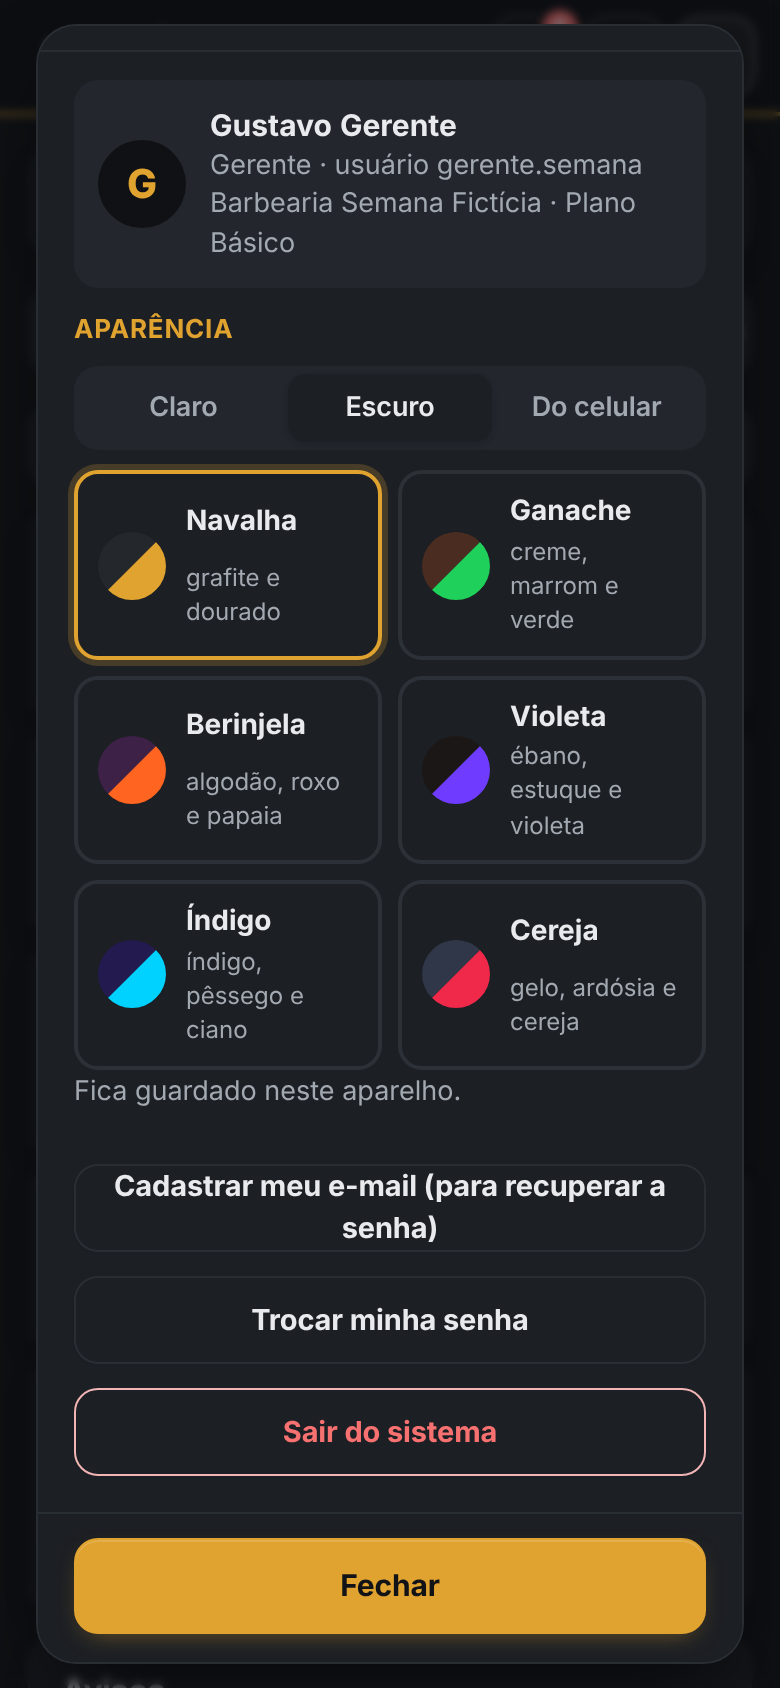 G
Gustavo Gerente
Gerente · usuário gerente.semana
Barbearia Semana Fictícia · Plano
Básico
APARÊNCIA
Claro
Escuro
Do celular
Navalha
grafite e
dourado
Ganache
creme,
marrom e
verde
Berinjela
algodão, roxo
e papaia
Violeta
ébano,
estuque e
violeta
Índigo
índigo,
pêssego e
ciano
Cereja
gelo, ardósia e
cereja
Fica guardado neste aparelho.
Cadastrar meu e-mail (para recuperar a
senha)
Trocar minha senha
Sair do sistema
Fechar